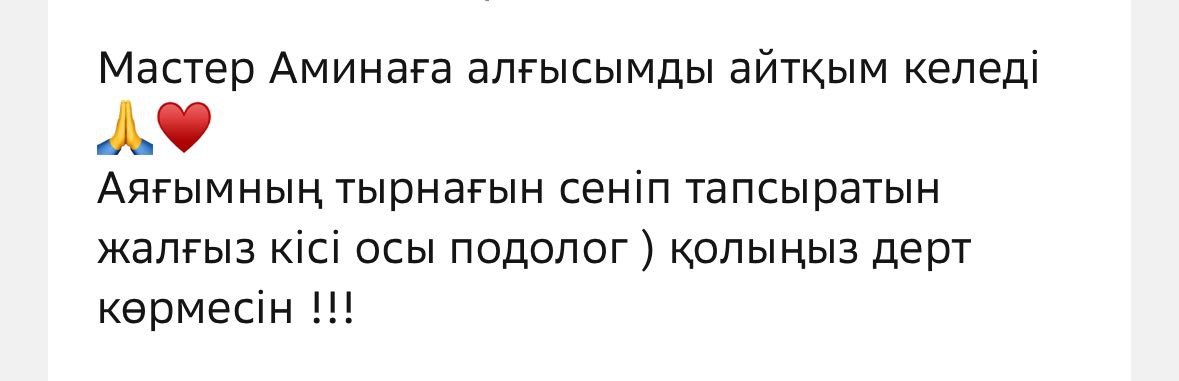 Мастер Аминаға алғысымды айтқым келеді
🙏♥️
Аяғымның тырнағын сеніп тапсыратын
жалғыз кісі осы подолог ) қолыңыз дерт
көрмесін !!!